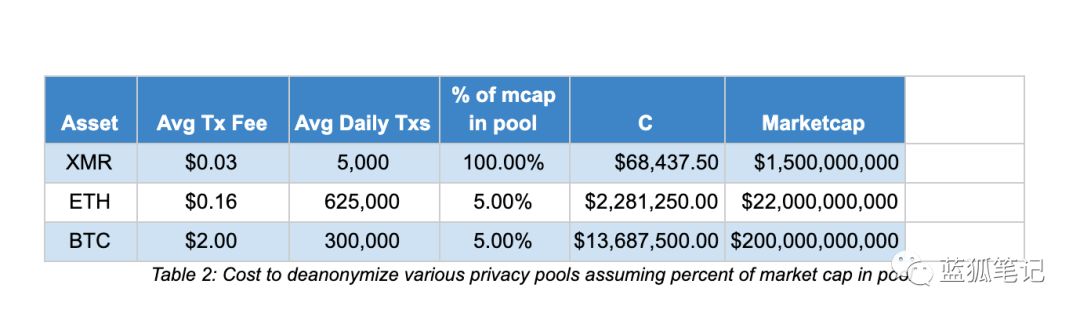 Asset Avg Tx Fee Avg Daily Txs % of mcap in pool C Marketcap
XMR $0.03 5,000 100.00% $68,437.50 $1,500,000,000
ETH $0.16 625,000 5.00% $2,281,250.00 $22,000,000,000
BTC $2.00 300,000 5.00% $13,687,500.00 $200,000,000,000
Table 2: Cost to deanonymize various privacy pools assuming percent of market cap in
蓝狐笔记